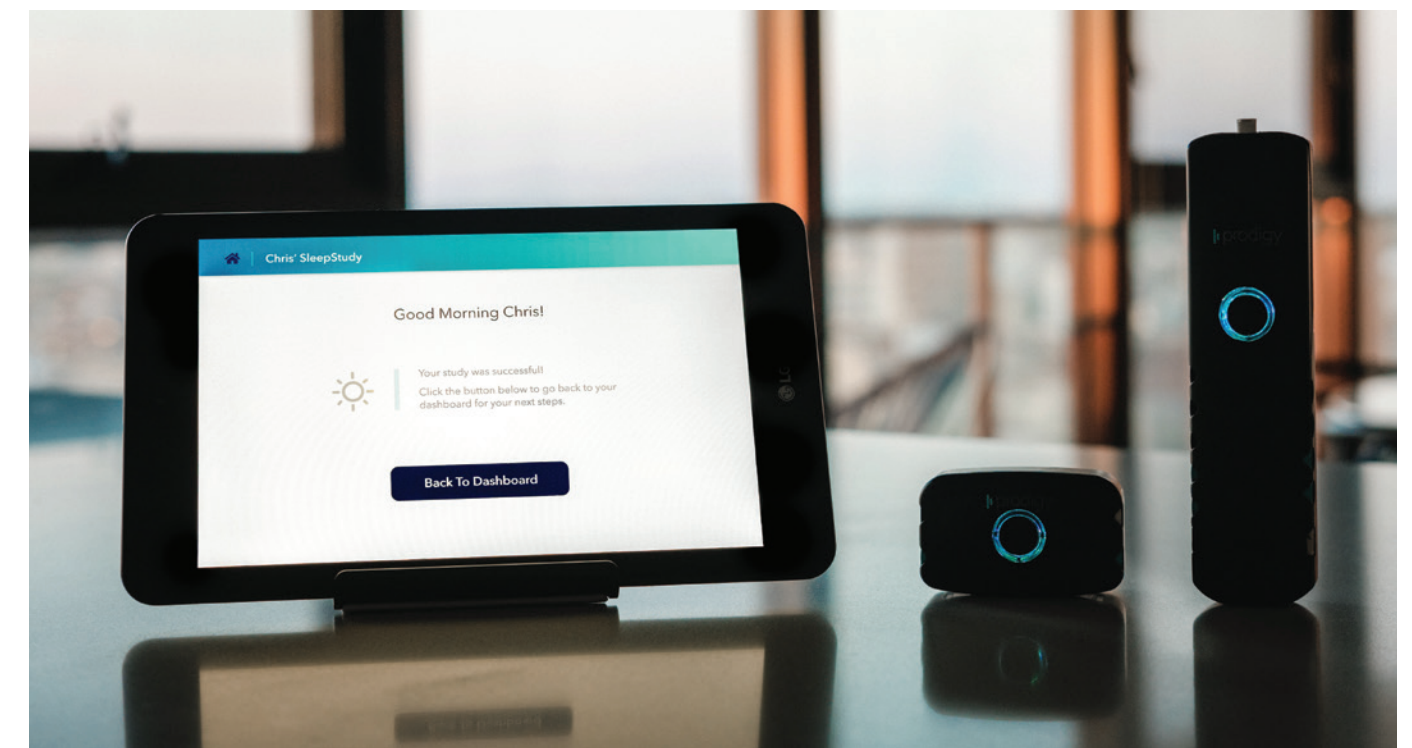 Chris' SleepStudy
Good Morning Chris!
Your study was successful!
Click the button below to go back to your
dashboard for your next steps.
Back To Dashboard
LG
prodigy
prodigy